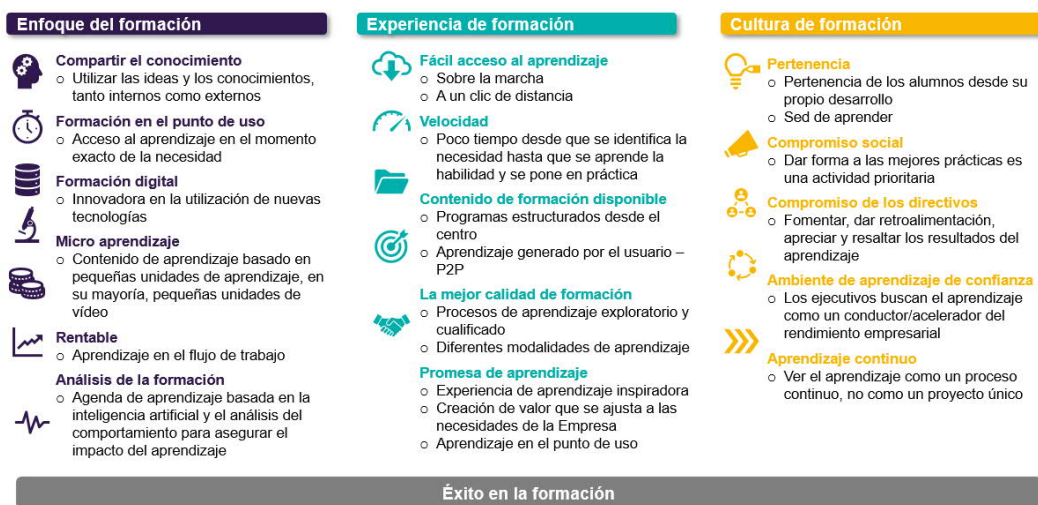 Enfoque del formación
Compartir el conocimiento
o Utilizar las ideas y los conocimientos,
tanto internos como externos
Formación en el punto de uso
o Acceso al aprendizaje en el momento
exacto de la necesidad
Formación digital
o Innovadora en la utilización de nuevas
tecnologías
Micro aprendizaje
o Contenido de aprendizaje basado en
pequeñas unidades de aprendizaje, en
su mayoría, pequeñas unidades de
vídeo
Rentable
o Aprendizaje en el flujo de trabajo
Análisis de la formación
o Agenda de aprendizaje basada en la
inteligencia artificial y el análisis del
comportamiento para asegurar el
impacto del aprendizaje
Experiencia de formación
Fácil acceso al aprendizaje
o Sobre la marcha
o A un clic de distancia
Velocidad
o Poco tiempo desde que se identifica la
necesidad hasta que se aprende la
habilidad y se pone en práctica
Contenido de formación disponible
o Programas estructurados desde el
centro
o Aprendizaje generado por el usuario –
P2P
La mejor calidad de formación
o Procesos de aprendizaje exploratorio y
cualificado
o Diferentes modalidades de aprendizaje
Promesa de aprendizaje
o Experiencia de aprendizaje inspiradora
o Creación de valor que se ajusta a las
necesidades de la Empresa
o Aprendizaje en el punto de uso
Cultura de formación
Pertenencia
o Pertenencia de los alumnos desde su
propio desarrollo
o Sed de aprender
Compromiso social
o Dar forma a las mejores prácticas es
una actividad prioritaria
Compromiso de los directivos
o Fomentar, dar retroalimentación,
apreciar y resaltar los resultados del
aprendizaje
Ambiente de aprendizaje de confianza
o Los ejecutivos buscan el aprendizaje
como un conductor/acelerador del
rendimiento empresarial
Aprendizaje continuo
o Ver el aprendizaje como un proceso
continuo, no como un proyecto único
Éxito en la formación